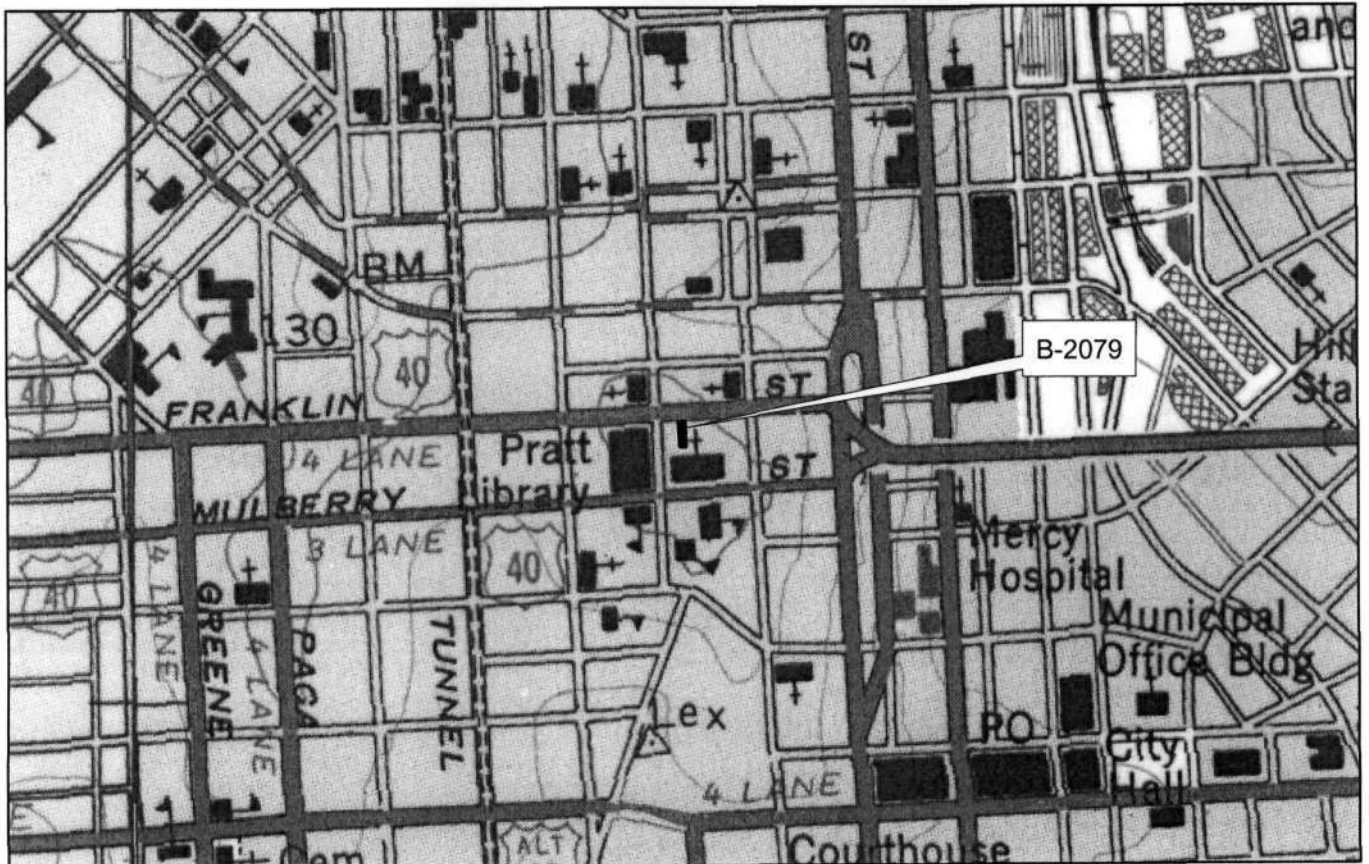 and
ST
BM
130
40
B-2079
Hil
Sta
40
FRANKLIN
ST
4 LANE
Pratt
Library
ST
MULBERRY
3 LANE
40
40
Mercy
Hospital
4 LANE
GREENE
4 LANE
PACA
TUNNEL
Municipal
Office Bldg
Lex
PO
City
Hall
4 LANE
ALT
Courthouse